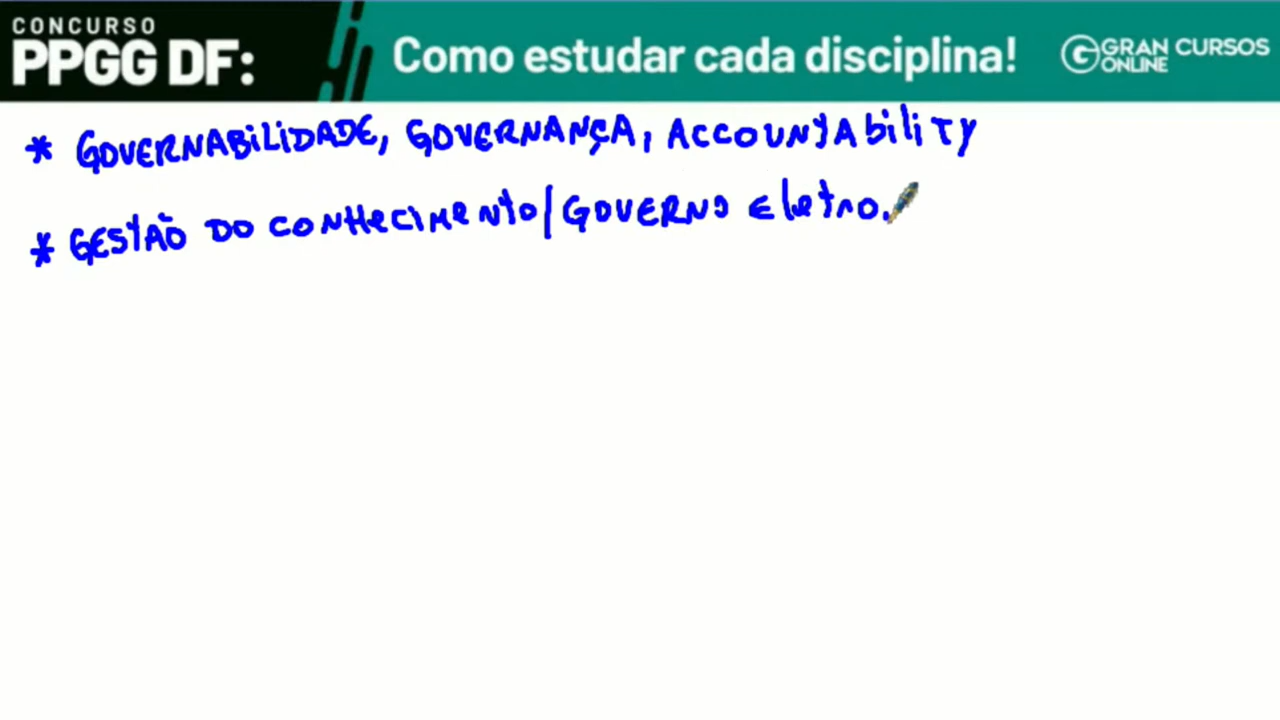 CONCURSO
PPGG DF:
Como estudar cada disciplina!
GRAN CURSOS
ONLINE
* GOVERNABILIDADE, GOVERNANÇA, ACCOUNTABILITY
* GESTÃO DO CONHECIMENTO/GOVERNO Eletro.